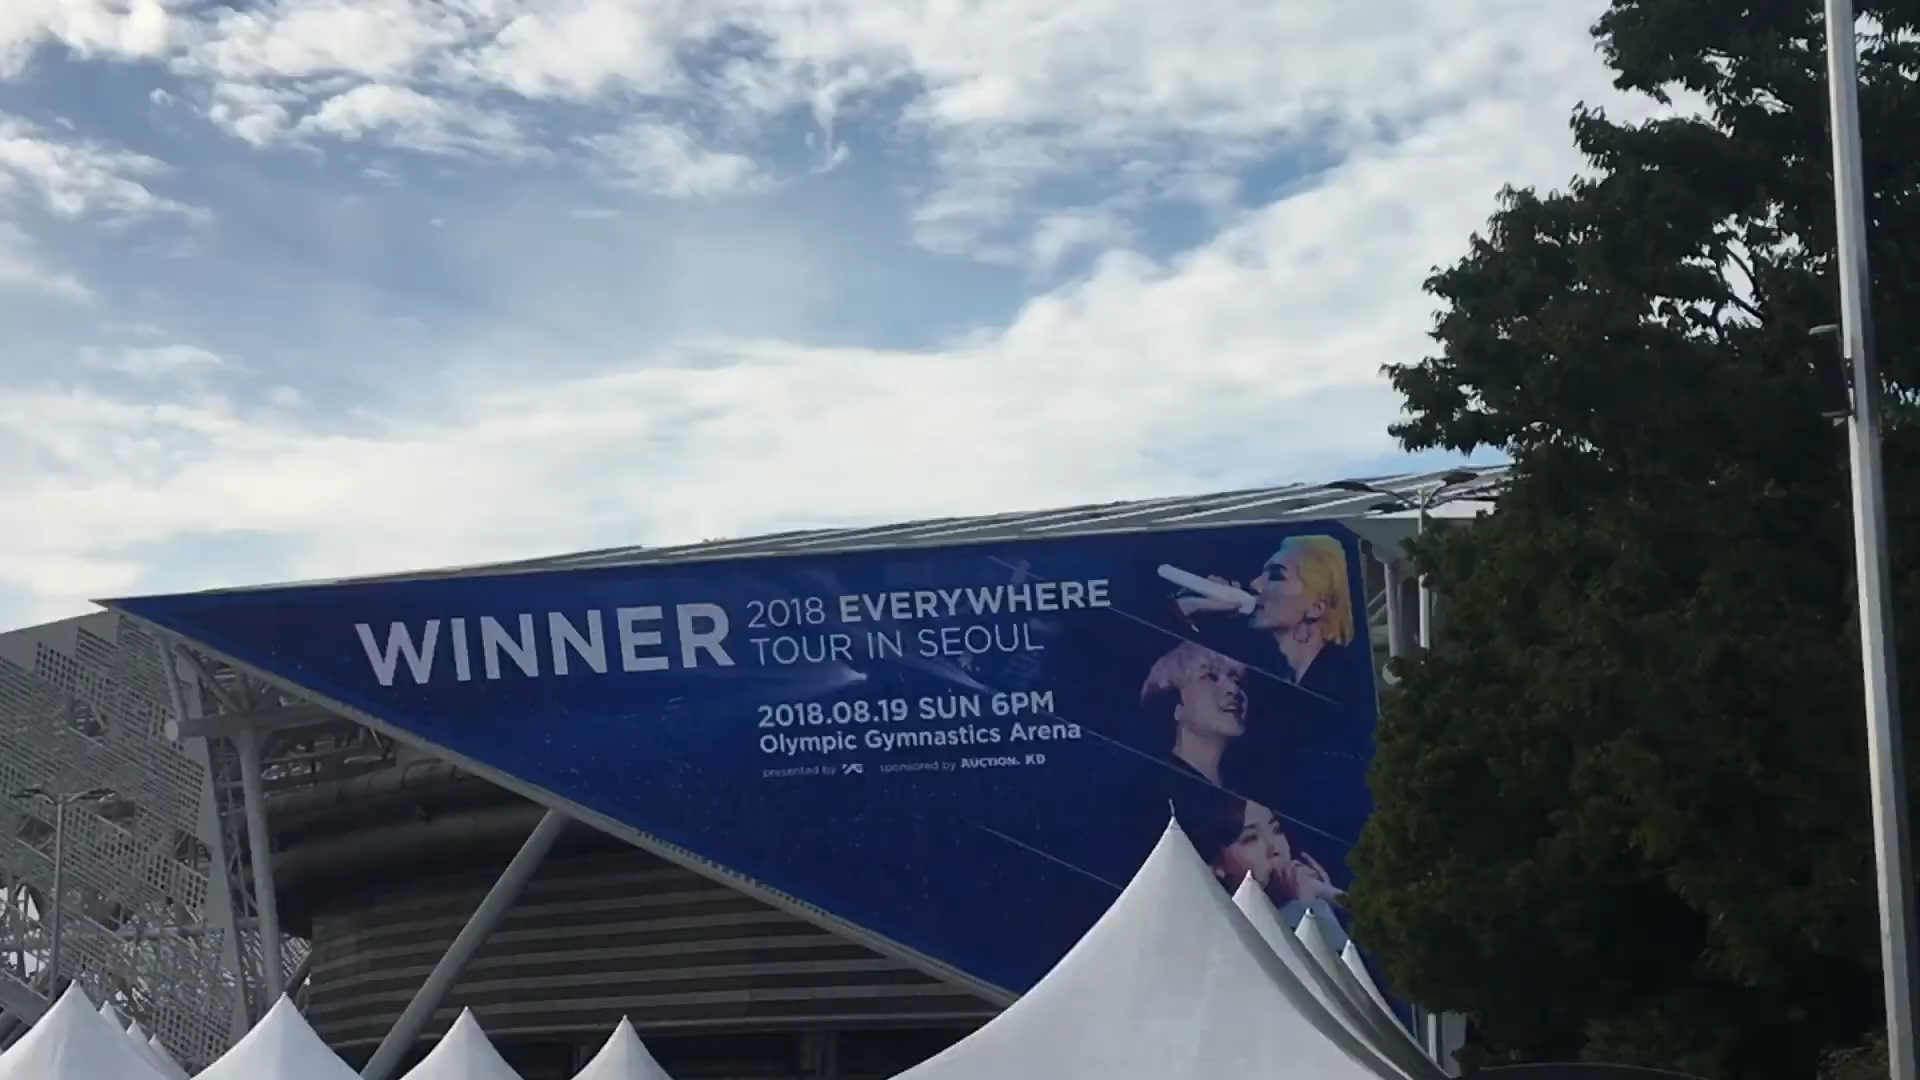 WINNER 2018 EVERYWHERE
TOUR IN SEOUL
2018.08.19 SUN 6PM
Olympic Gymnastics Arena
presented by YG sponsored by AUCTION. KD